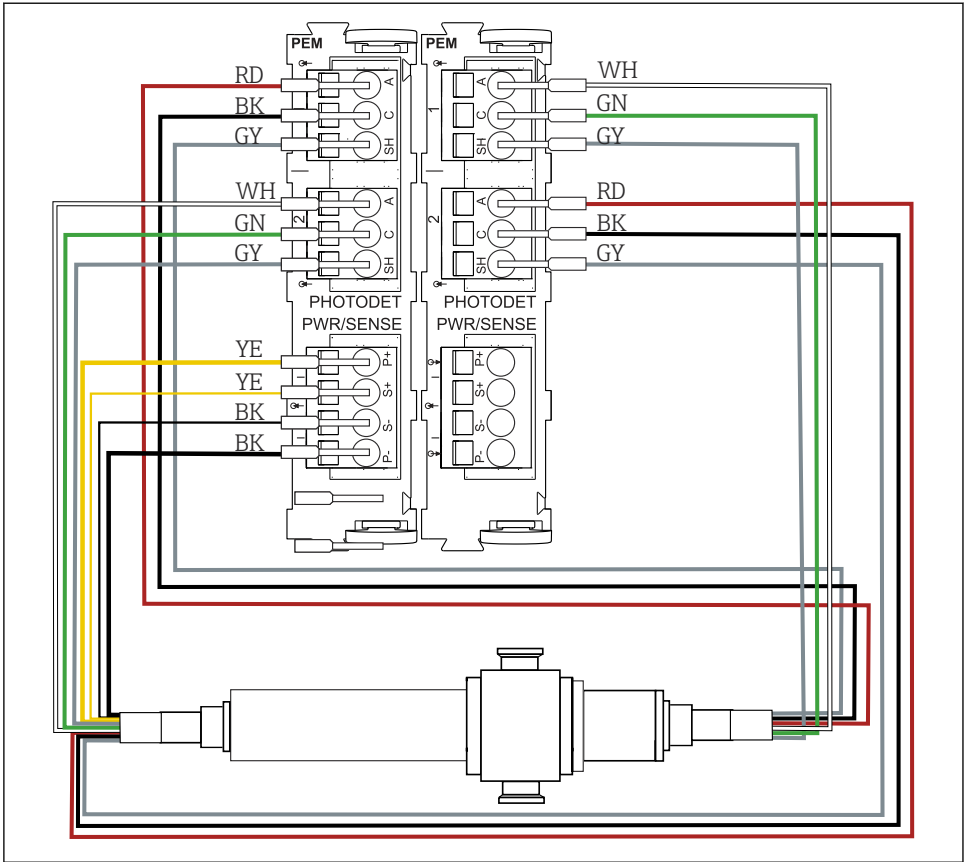 PEM PEM
RD A A WH
BK C 1 C GN
GY SH SH GY
WH A A RD
GN 2 C 2 C BK
GY SH SH GY
PHOTODET PHOTODET
PWR/SENSE PWR/SENSE
YE P+ P+
YE S+ S+
BK S- S-
BK P- P-